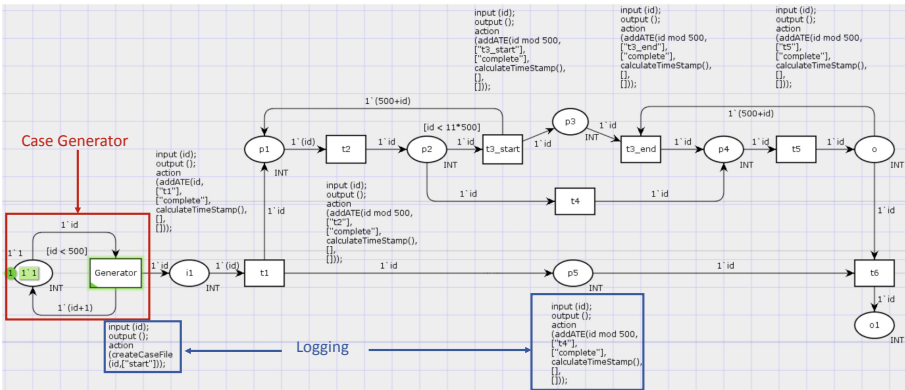 input (id);
output ();
action
(addATE(id mod 500,
["t3_start"],
["complete"],
calculateTimeStamp(),
[],
[]));
input (id);
output ();
action
(addATE(id mod 500,
["t3_end"],
["complete"],
calculateTimeStamp(),
[],
[]));
input (id);
output ();
action
(addATE(id mod 500,
["t5"],
["complete"],
calculateTimeStamp(),
[],
[]));
1`(500+id)
1`(500+id)
[id < 11*500]
p1
INT
1`(id)
t2
1`id
p2
INT
1`id
t3_start
1`id
p3
INT
1`id
t3_end
1`id
p4
INT
1`id
t5
1`id
o
INT
Case Generator
input (id);
output ();
action
(addATE(id,
["t1"],
["complete"],
calculateTimeStamp(),
[],
[]));
input (id);
output ();
action
(addATE(id mod 500,
["t2"],
["complete"],
calculateTimeStamp(),
[],
[]));
1`id
1`id
t4
1`id
1`id
1`id
[id < 500]
1`1
1
1`1
INT
Generator
1`(id+1)
1`id
i1
INT
1`(id)
t1
1`id
p5
INT
1`id
t6
1`id
o1
INT
input (id);
output ();
action
(createCaseFile
(id,["start"]));
Logging
input (id);
output ();
action
(addATE(id mod 500,
["t4"],
["complete"],
calculateTimeStamp(),
[],
[]));